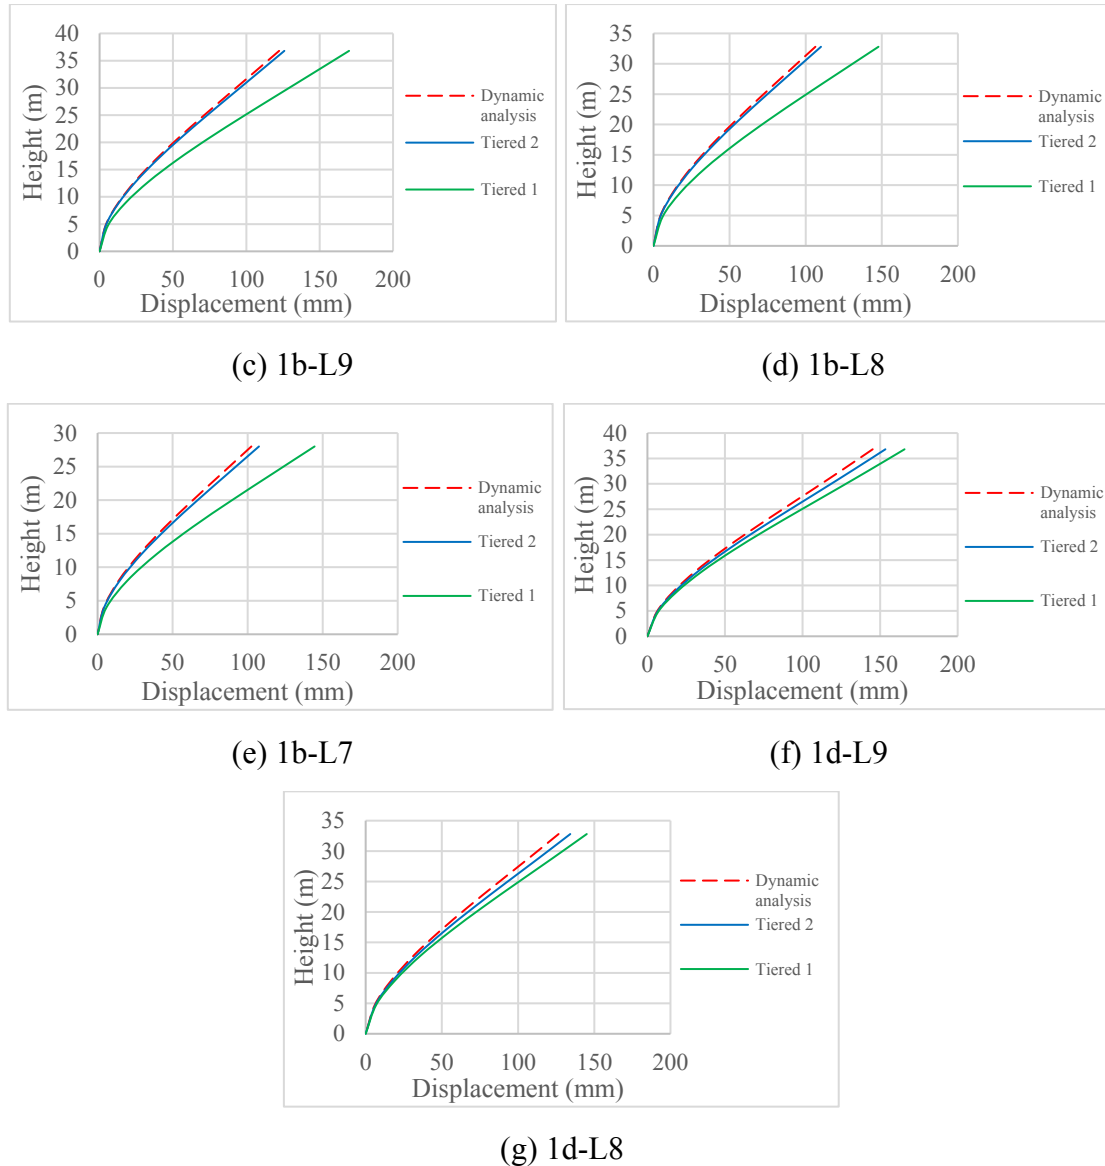 40
35
30
25
20
15
10
5
0
Height (m)
0 50 100 150 200
Displacement (mm)
Dynamic
analysis
Tiered 2
Tiered 1
(c) 1b-L9
35
30
25
20
15
10
5
0
Height (m)
0 50 100 150 200
Displacement (mm)
Dynamic
analysis
Tiered 2
Tiered 1
(d) 1b-L8
30
25
20
15
10
5
0
Height (m)
0 50 100 150 200
Displacement (mm)
Dynamic
analysis
Tiered 2
Tiered 1
(e) 1b-L7
40
35
30
25
20
15
10
5
0
Height (m)
0 50 100 150 200
Displacement (mm)
Dynamic
analysis
Tiered 2
Tiered 1
(f) 1d-L9
35
30
25
20
15
10
5
0
Height (m)
0 50 100 150 200
Displacement (mm)
Dynamic
analysis
Tiered 2
Tiered 1
(g) 1d-L8